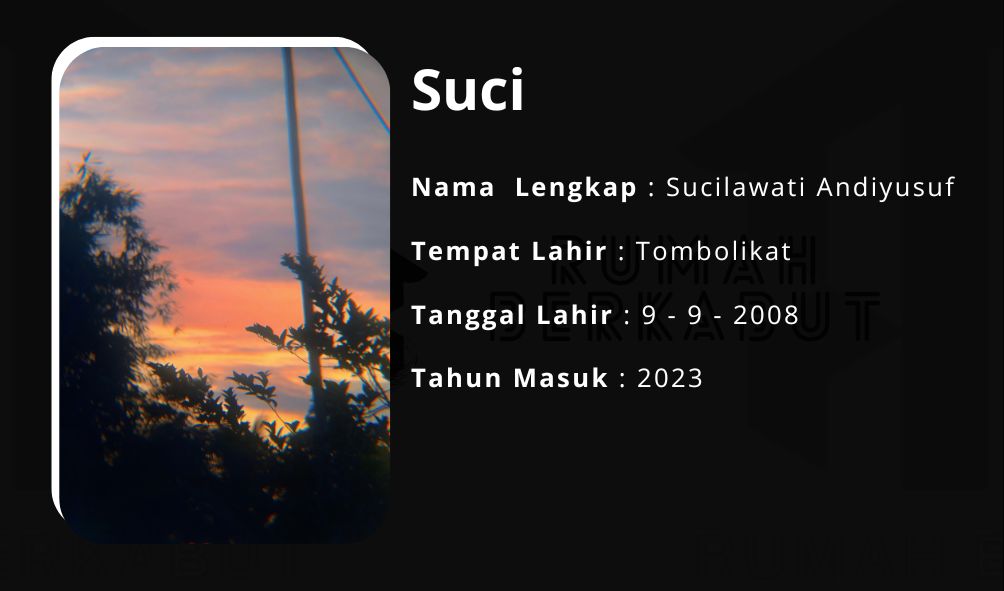 Suci
Nama Lengkap : Sucilawati Andiyusuf
Tempat Lahir : Tombolikat
RUMAH
Tanggal Lahir : 9 - 9 - 2008
BERKABUT
Tahun Masuk : 2023
ERKABUT
RUMAH B